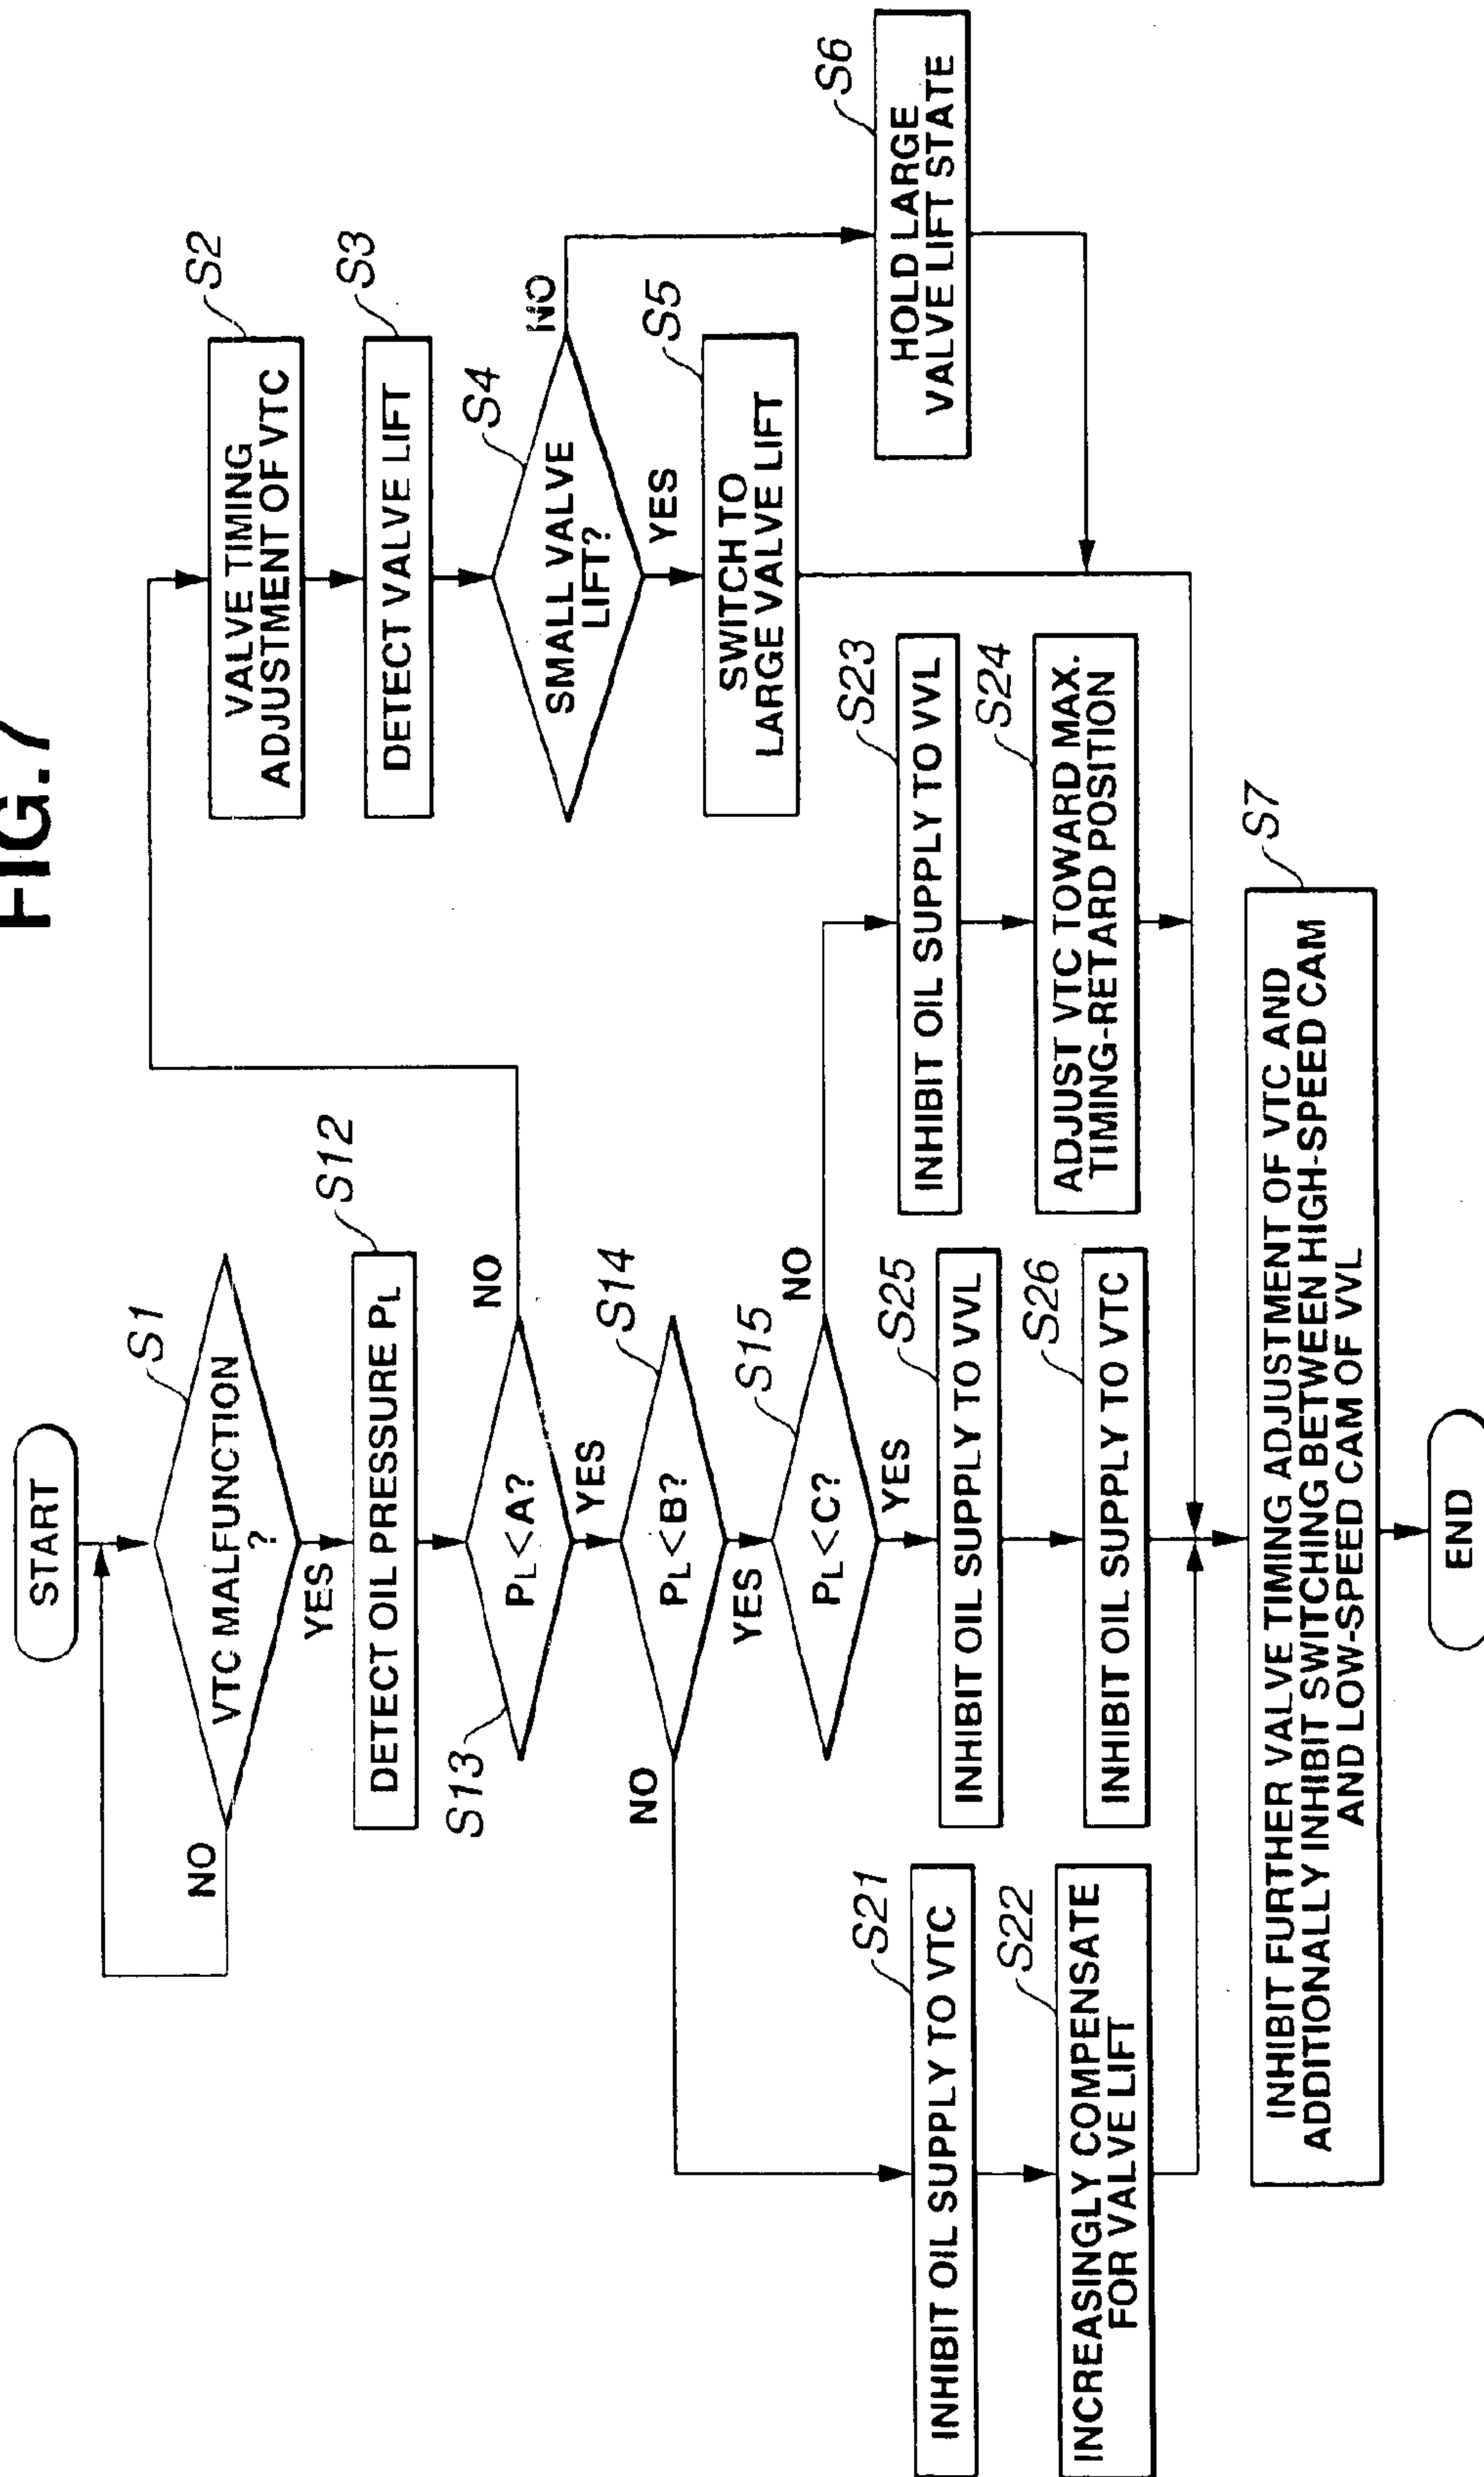 FIG.7
START
S1
VTC MALFUNCTION
?
NO
YES
S12
DETECT OIL PRESSURE PL
S13
PL<A?
NO
YES
S14
PL<B?
NO
YES
S15
PL<C?
NO
YES
S2
VALVE TIMING
ADJUSTMENT OF VTC
S3
DETECT VALVE LIFT
S4
SMALL VALVE
LIFT?
NO
YES
S5
SWITCH TO
LARGE VALVE LIFT
S6
HOLD LARGE
VALVE LIFT STATE
S21
INHIBIT OIL SUPPLY TO VTC
S22
INCREASINGLY COMPENSATE
FOR VALVE LIFT
S25
INHIBIT OIL SUPPLY TO VVL
S26
INHIBIT OIL SUPPLY TO VTC
S23
INHIBIT OIL SUPPLY TO VVL
S24
ADJUST VTC TOWARD MAX.
TIMING-RETARD POSITION
S7
INHIBIT FURTHER VALVE TIMING ADJUSTMENT OF VTC AND
ADDITIONALLY INHIBIT SWITCHING BETWEEN HIGH-SPEED CAM
AND LOW-SPEED CAM OF VVL
END